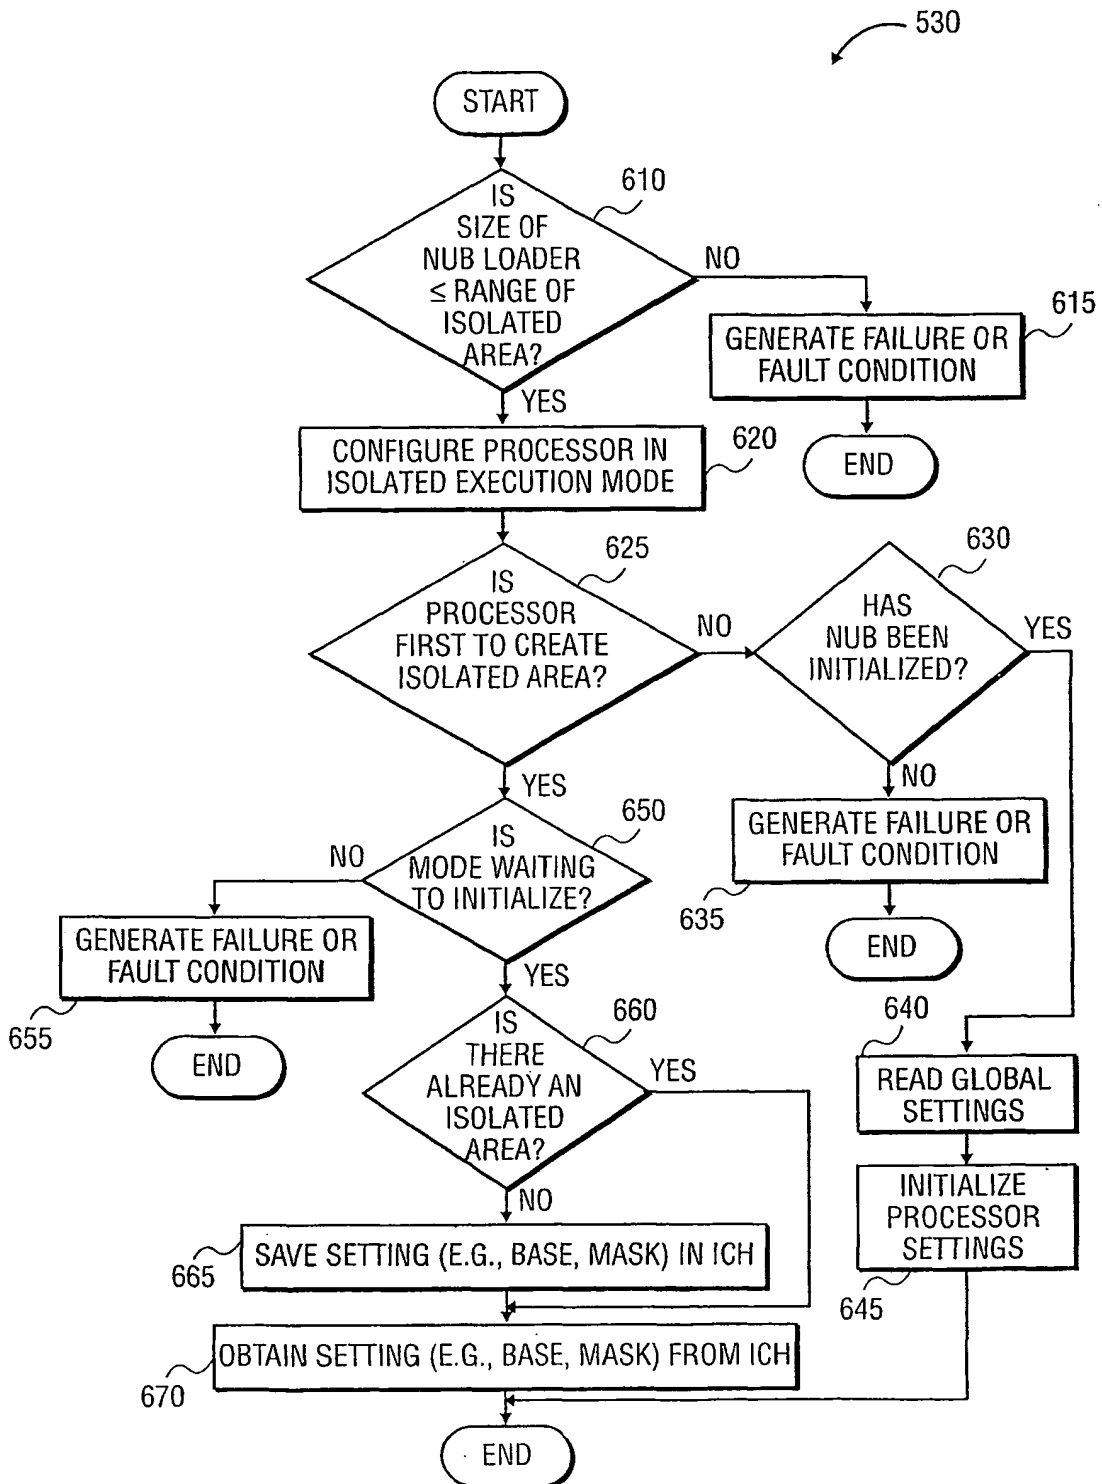 530
START
IS
SIZE OF
NUB LOADER
≤ RANGE OF
ISOLATED
AREA?
610
NO
YES
GENERATE FAILURE OR
FAULT CONDITION
615
END
CONFIGURE PROCESSOR IN
ISOLATED EXECUTION MODE
620
IS
PROCESSOR
FIRST TO CREATE
ISOLATED AREA?
625
NO
YES
HAS
NUB BEEN
INITIALIZED?
630
YES
NO
GENERATE FAILURE OR
FAULT CONDITION
635
END
IS
MODE WAITING
TO INITIALIZE?
650
NO
YES
GENERATE FAILURE OR
FAULT CONDITION
655
END
IS
THERE
ALREADY AN
ISOLATED
AREA?
660
YES
NO
640
READ GLOBAL
SETTINGS
INITIALIZE
PROCESSOR
SETTINGS
645
SAVE SETTING (E.G., BASE, MASK) IN ICH
665
OBTAIN SETTING (E.G., BASE, MASK) FROM ICH
670
END